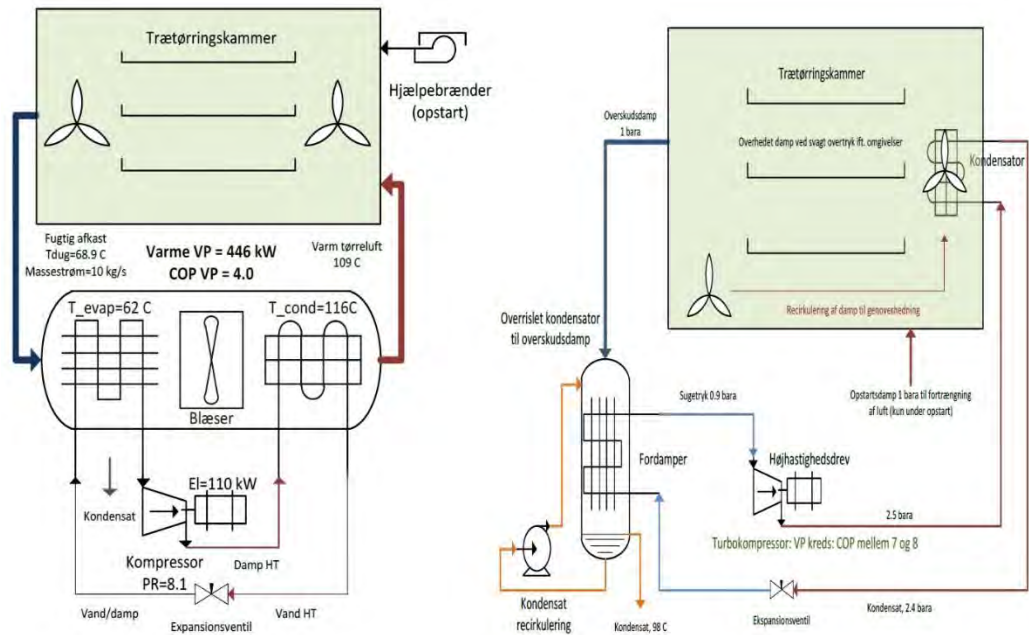 Trætørringskammer
Hjælpebrænder
(opstart)
Fugtig afkast
Tdug=68.9 C
Massestrøm=10 kg/s
Varme VP = 446 kW
COP VP = 4.0
Varm tørreluft
109 C
T_evap=62 C
T_cond=116C
Blæser
El=110 kW
Kondensat
Kompressor
PR=8.1
Damp HT
Vand/damp
Vand HT
Ekspansionsventil
Trætørringskammer
Overskudsdamp
1 bara
Overhedet damp ved svagt overtryk ift. omgivelser
Kondensator
Recirkulering af damp til genovehedning
Overrislet kondensator
til overskudsdamp
Opstartsdamp 1 bara til fortrængning
af luft (kun under opstart)
Sugetryk 0.9 bara
Fordamper
Højhastighedsdrev
2.5 bara
Turbokompressor: VP kreds: COP mellem 7 og 8
Kondensat
recirkulering
Kondensat, 98 C
Ekspansionsventil
Kondensat, 2.4 bara